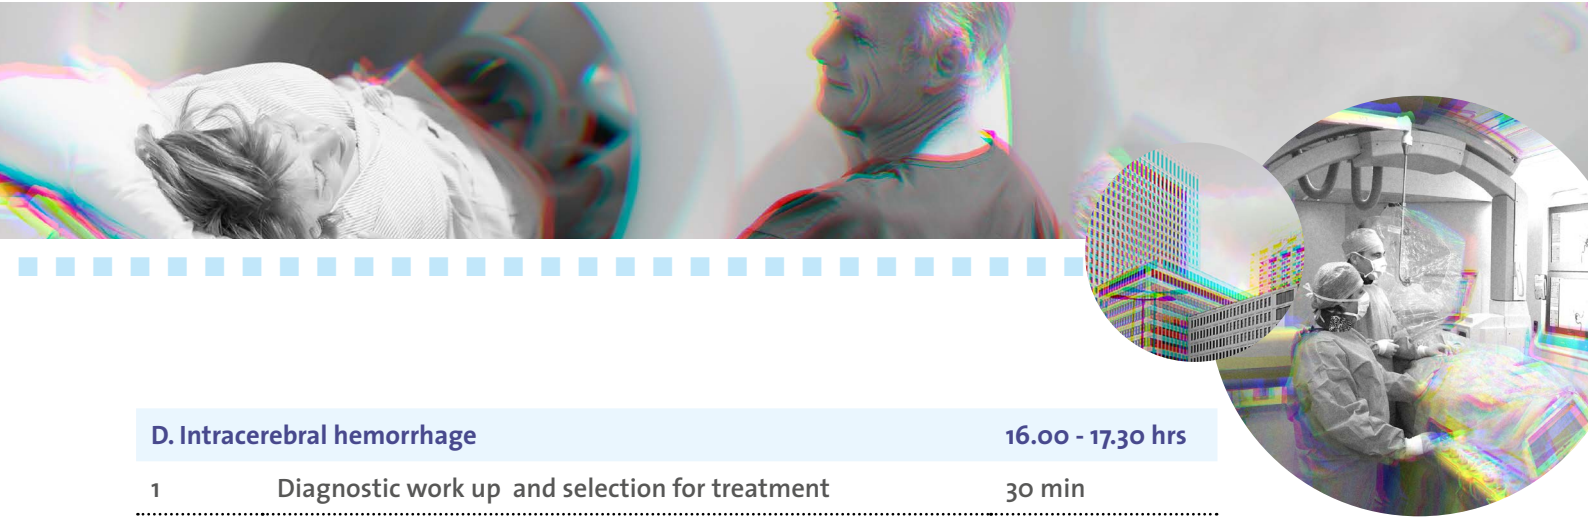 D. Intracerebral hemorrhage 16.00 - 17.30 hrs
1 Diagnostic work up and selection for treatment 30 min